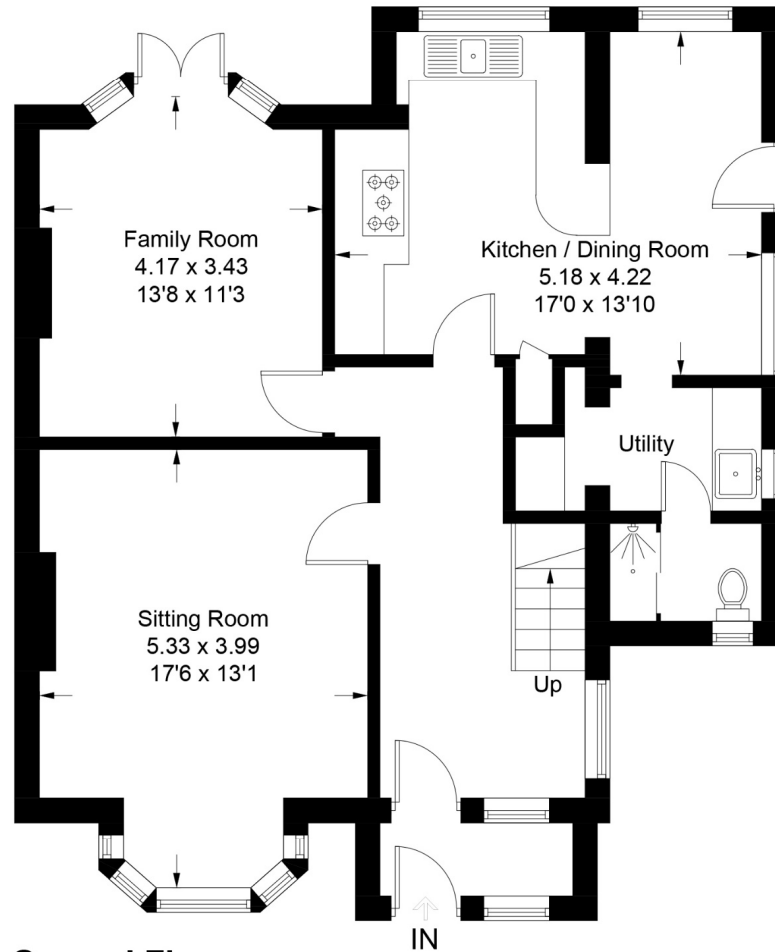 Family Room
4.17 x 3.43
13'8 x 11'3
Kitchen / Dining Room
5.18 x 4.22
17'0 x 13'10
Utility
Sitting Room
5.33 x 3.99
17'6 x 13'1
Up
IN